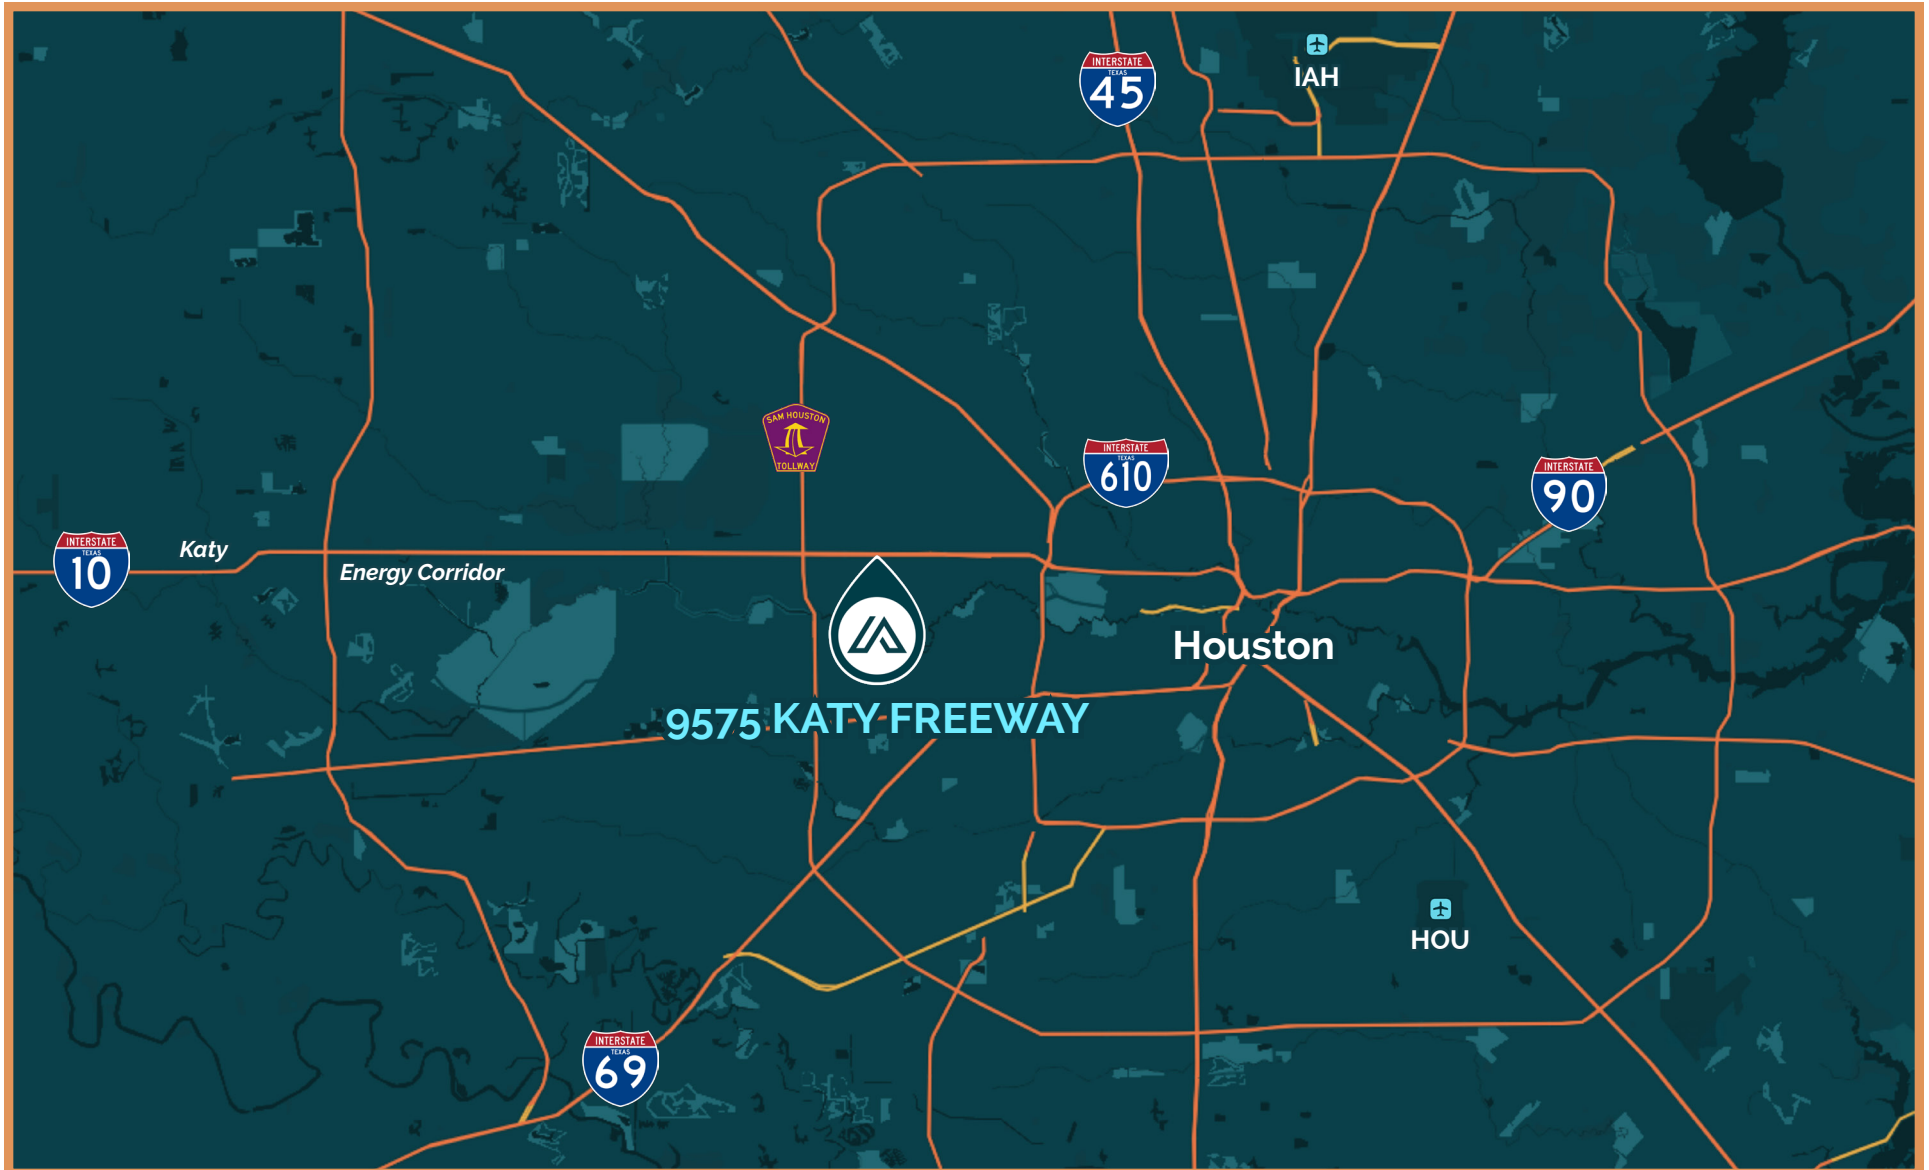 IAH
INTERSTATE
TEXAS
45
SAM HOUSTON
TOLLWAY
INTERSTATE
TEXAS
610
INTERSTATE
90
INTERSTATE
TEXAS
10
Katy
Energy Corridor
Houston
9575 KATY FREEWAY
HOU
INTERSTATE
TEXAS
69